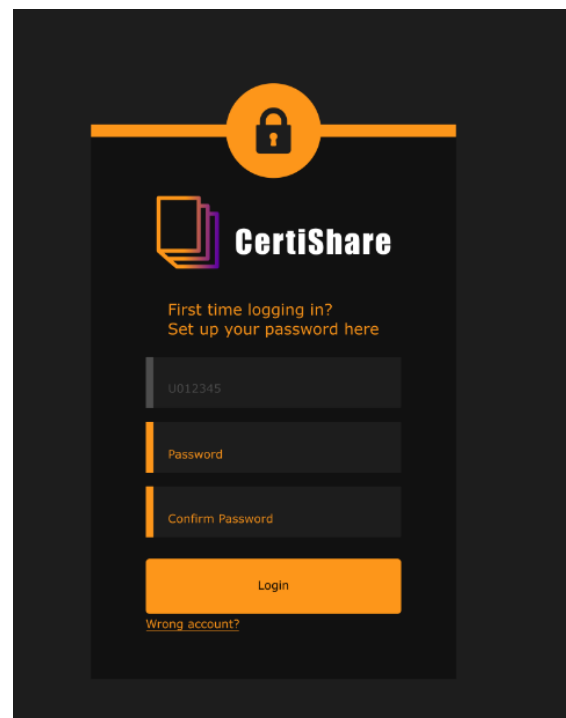 CertiShare
First time logging in?
Set up your password here
U012345
Password
Confirm Password
Login
Wrong account?